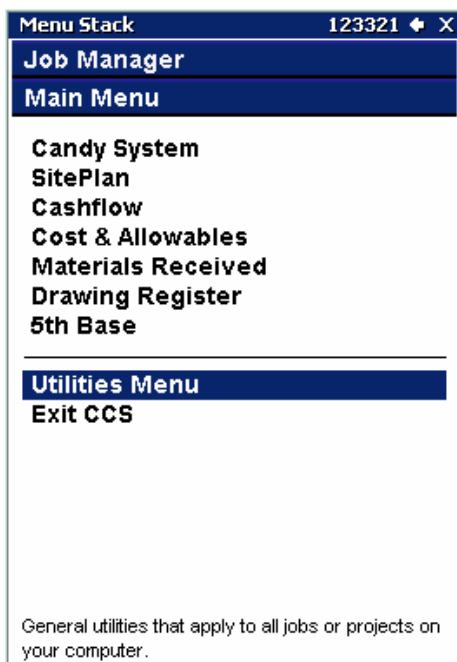 Menu Stack 123321 X
Job Manager
Main Menu
Candy System
SitePlan
Cashflow
Cost & Allowables
Materials Received
Drawing Register
5th Base
Utilities Menu
Exit CCS
General utilities that apply to all jobs or projects on
your computer.